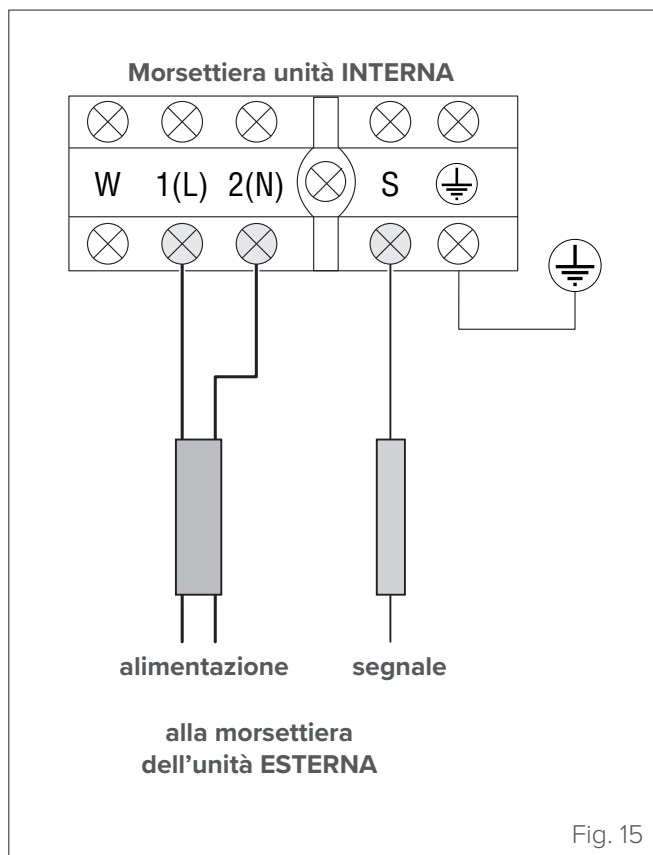 Morsettiera unità INTERNA
W 1(L) 2(N) S
alimentazione segnale
alla morsettiera
dell'unità ESTERNA
Fig. 15